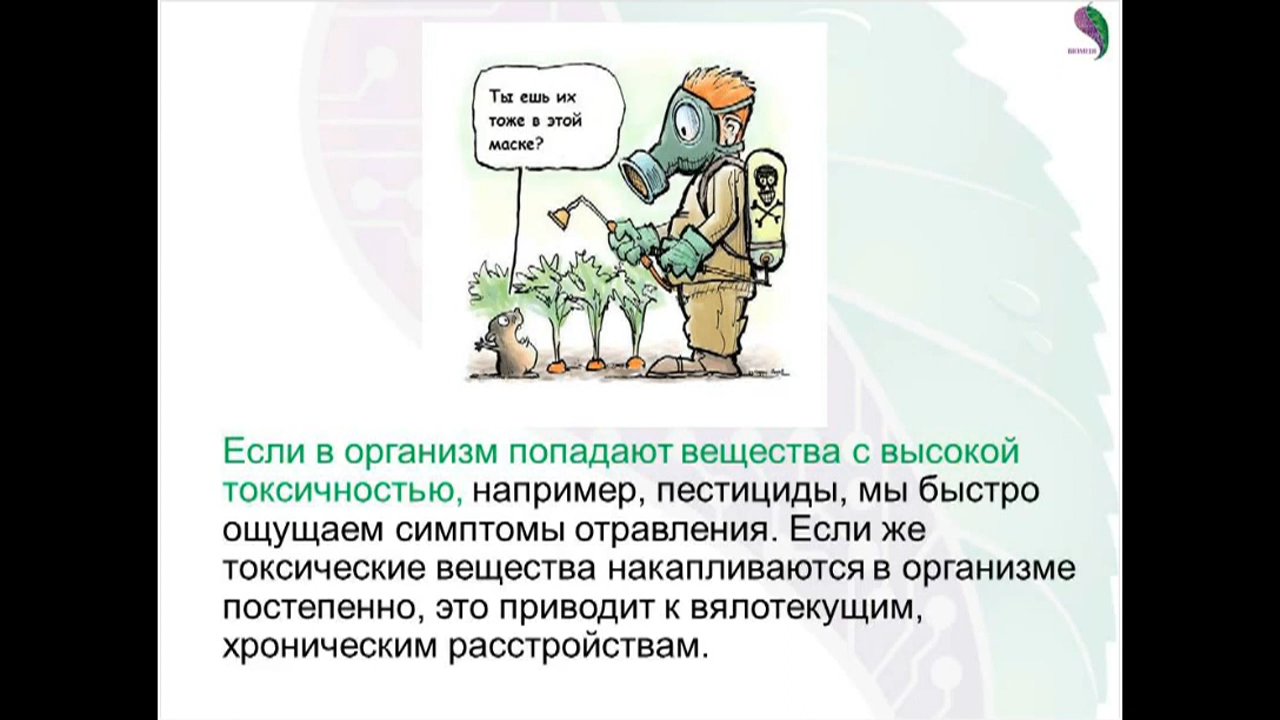 Ты ешь их
тоже в этой
маске?
Если в организм попадают вещества с высокой
токсичностью, например, пестициды, мы быстро
ощущаем симптомы отравления. Если же
токсические вещества накапливаются в организме
постепенно, это приводит к вялотекущим,
хроническим расстройствам.